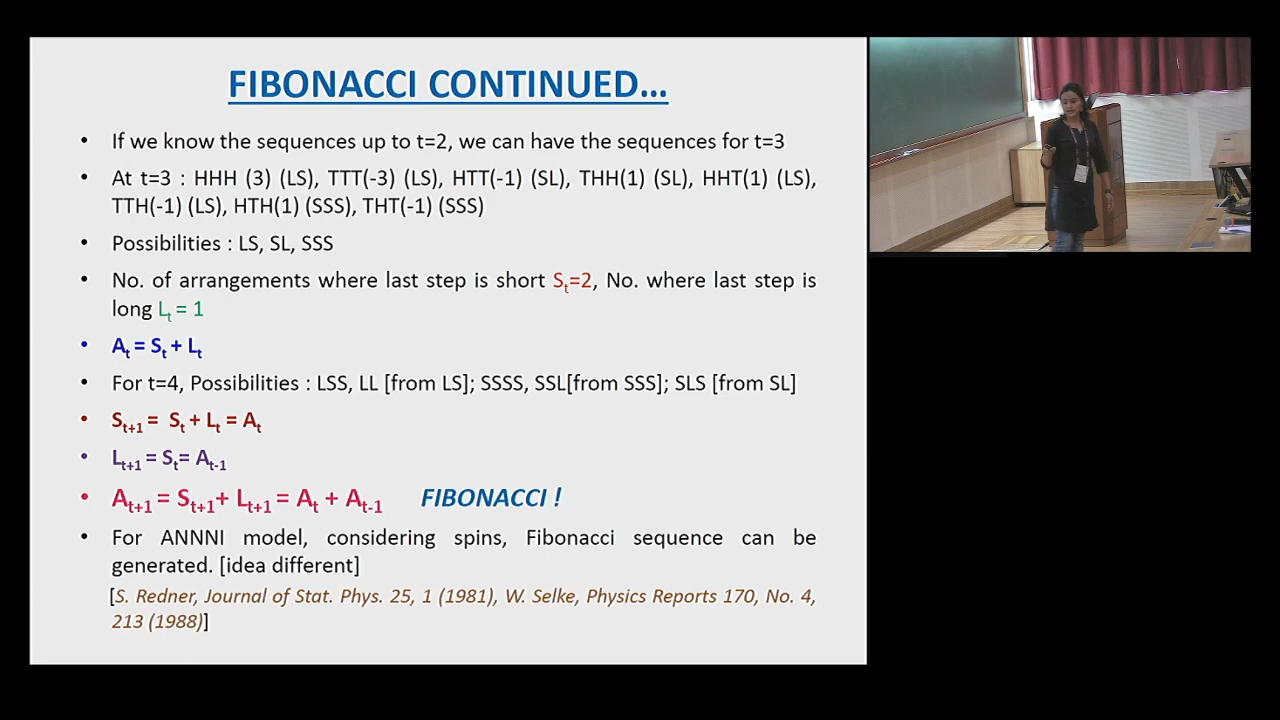 FIBONACCI CONTINUED...
• If we know the sequences up to t=2, we can have the sequences for t=3
• At t=3 : HHH (3) (LS), TTT(-3) (LS), HTT(-1) (SL), THH(1) (SL), HHT(1) (LS),
TTH(-1) (LS), HTH(1) (SSS), THT(-1) (SSS)
• Possibilities : LS, SL, SSS
• No. of arrangements where last step is short Sₜ=2, No. where last step is
long Lₜ = 1
• Aₜ = Sₜ + Lₜ
• For t=4, Possibilities : LSS, LL [from LS]; SSSS, SSL[from SSS]; SLS [from SL]
• Sₜ₊₁ = Sₜ + Lₜ = Aₜ
• Lₜ₊₁ = Sₜ= Aₜ₋₁
• Aₜ₊₁ = Sₜ₊₁+ Lₜ₊₁ = Aₜ + Aₜ₋₁ FIBONACCI !
• For ANNNI model, considering spins, Fibonacci sequence can be
generated. [idea different]
[S. Redner, Journal of Stat. Phys. 25, 1 (1981), W. Selke, Physics Reports 170, No. 4,
213 (1988)]